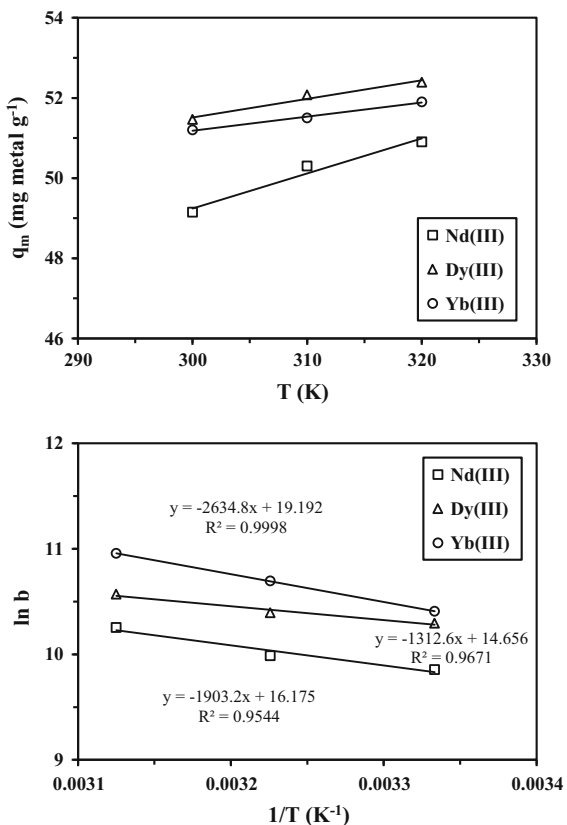 54
52
50
48
46
q_m (mg metal g⁻¹)
Nd(III)
Dy(III)
Yb(III)
290
300
310
320
330
T (K)
12
11
10
9
ln b
Nd(III)
Dy(III)
Yb(III)
y = -2634.8x + 19.192
R² = 0.9998
y = -1312.6x + 14.656
R² = 0.9671
y = -1903.2x + 16.175
R² = 0.9544
0.0031
0.0032
0.0033
0.0034
1/T (K⁻¹)